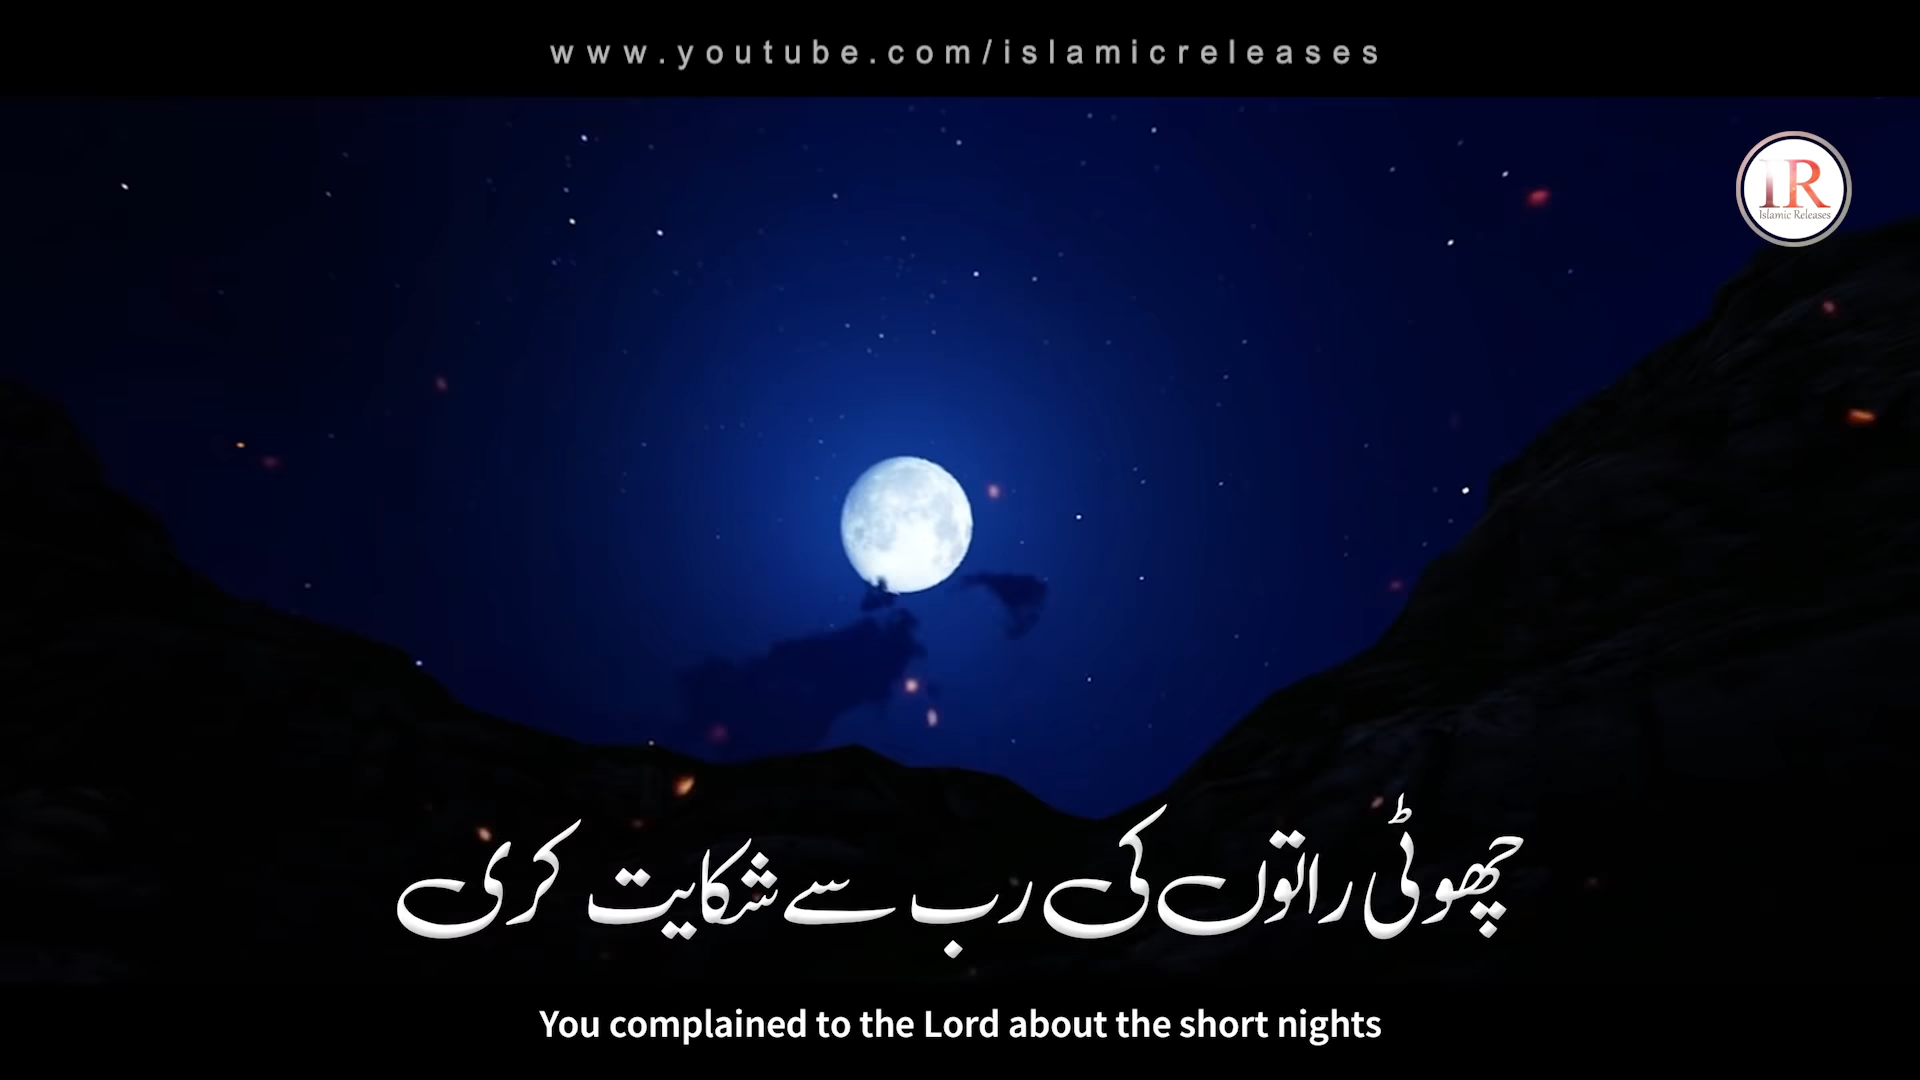 www.youtube.com/islamicreleases
IR
Islamic Releases
چھوٹی راتوں کی رب سے شکایت کری
You complained to the Lord about the short nights